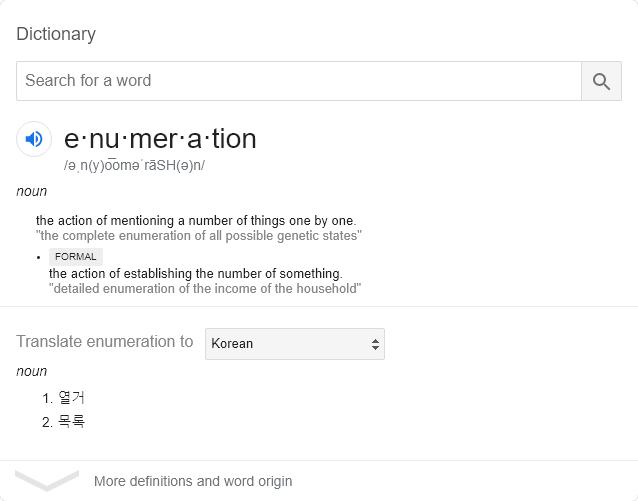 Dictionary
Search for a word
e·nu·mer·a·tion
/əˌn(y)o͞oməˈrāSH(ə)n/
noun
the action of mentioning a number of things one by one.
"the complete enumeration of all possible genetic states"
• FORMAL
the action of establishing the number of something.
"detailed enumeration of the income of the household"
Translate enumeration to Korean
noun
1. 열거
2. 목록
More definitions and word origin